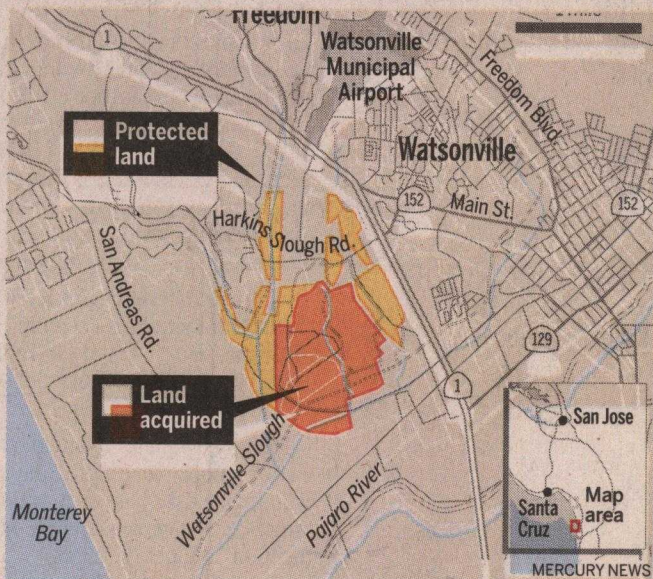 Freedom
1
Watsonville
Municipal
Airport
Freedom Blvd.
Protected
land
Watsonville
152
Main St.
152
Harkins Slough Rd.
San Andreas Rd.
129
Land
acquired
1
Watsonville Slough
Pajaro River
Monterey
Bay
San Jose
Santa
Cruz
Map
area
MERCURY NEWS